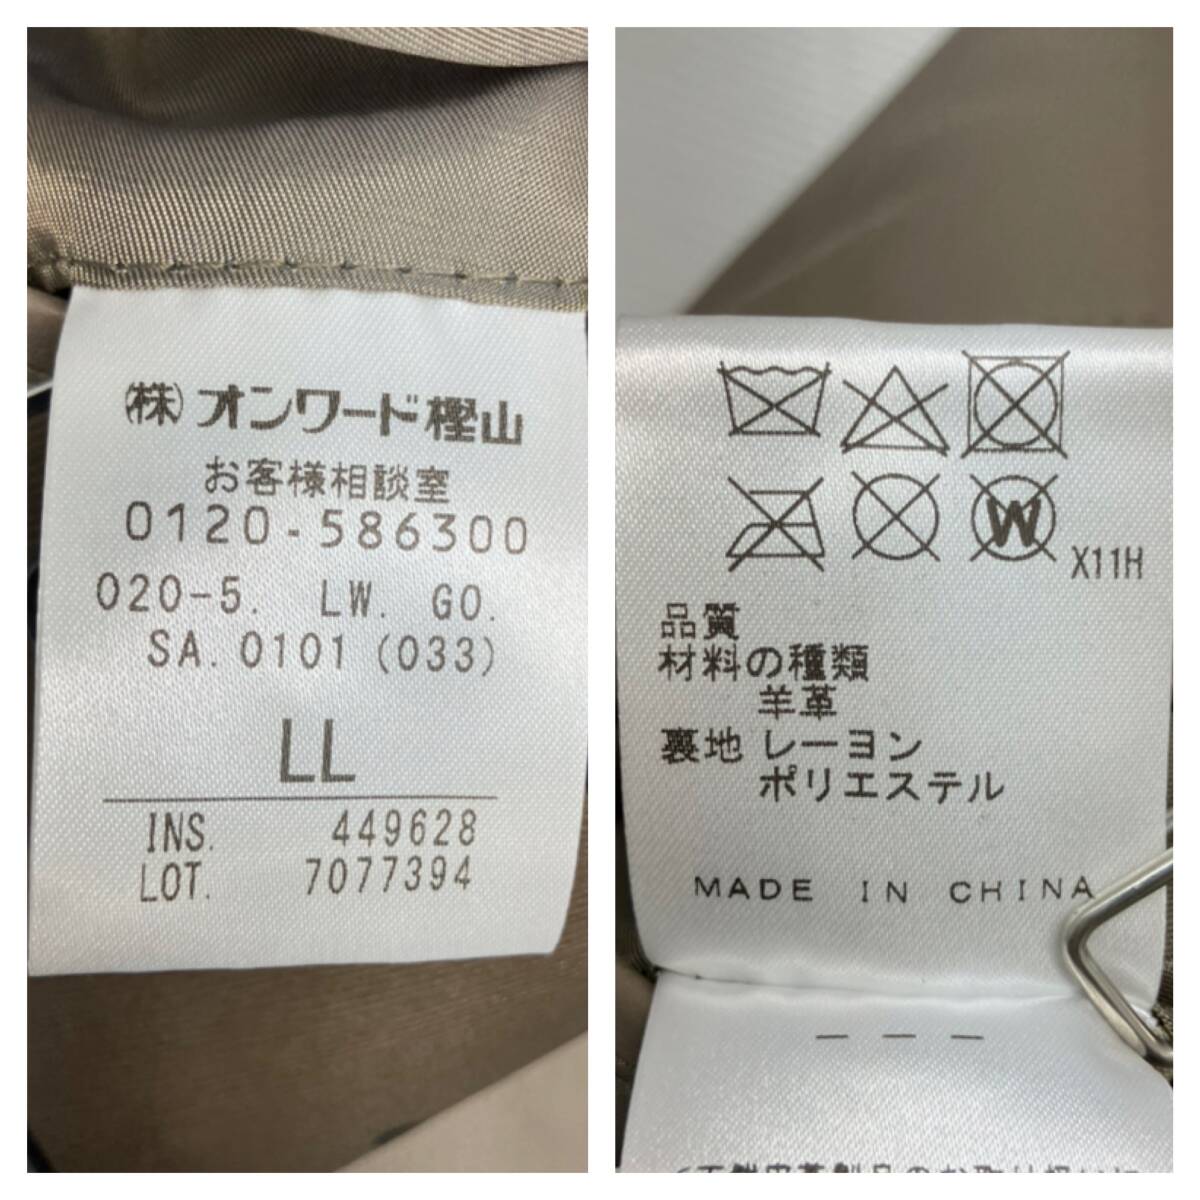 (株)オンワード樫山
お客様相談室
0120-586300
020-5. LW. GO.
SA. 0101 (033)
LL
INS. 449628
LOT. 7077394
W
X11H
品質
材料の種類
羊革
裏地 レーヨン
ポリエステル
MADE IN CHINA
- - -